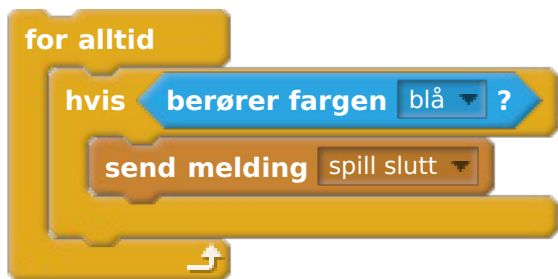 for alltid
hvis berører fargen blå ?
send melding spill slutt